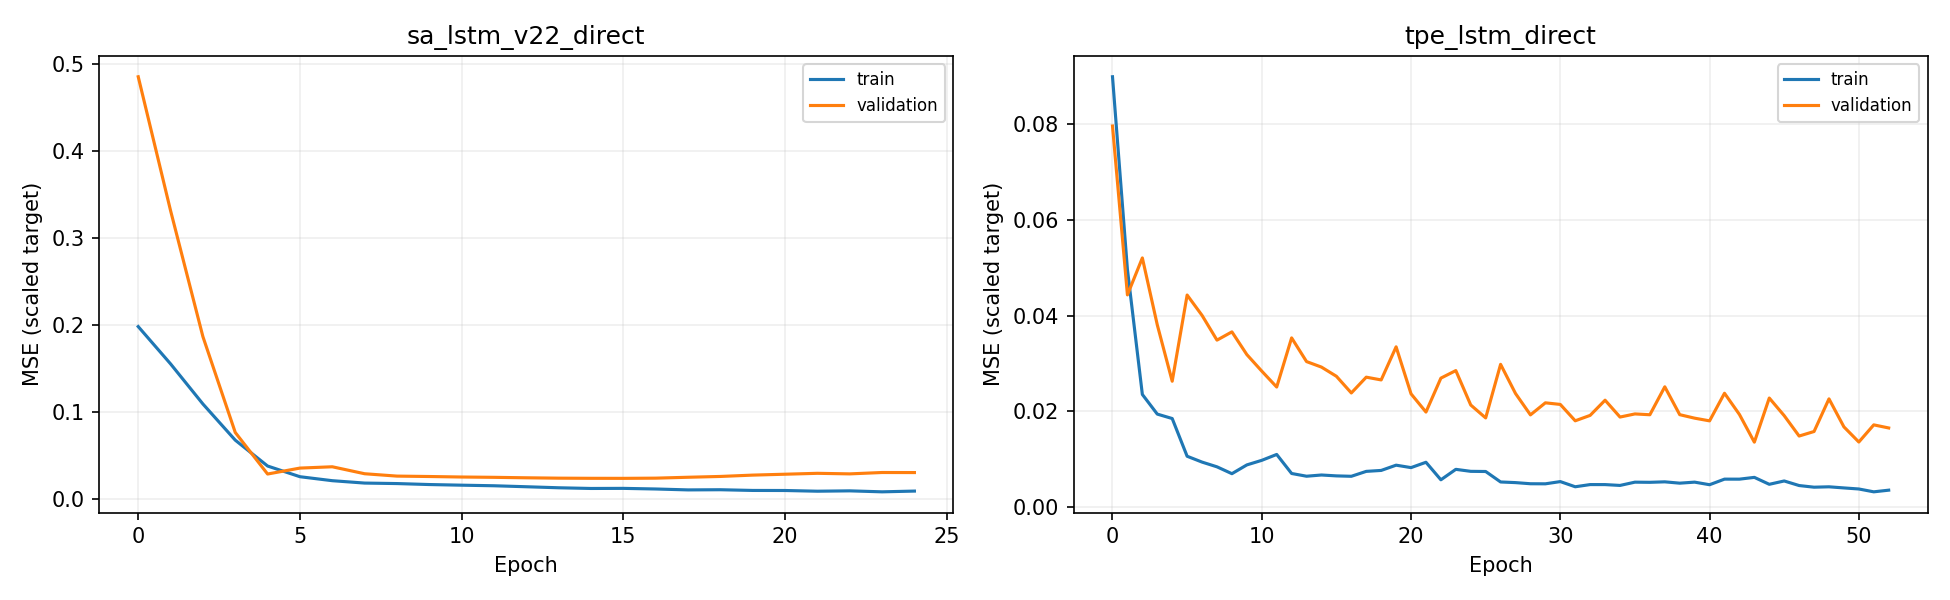 sa_lstm_v22_direct
MSE (scaled target)
0.5
0.4
0.3
0.2
0.1
0.0
train
validation
0 5 10 15 20 25
Epoch
tpe_lstm_direct
MSE (scaled target)
0.08
0.06
0.04
0.02
0.00
train
validation
0 10 20 30 40 50
Epoch